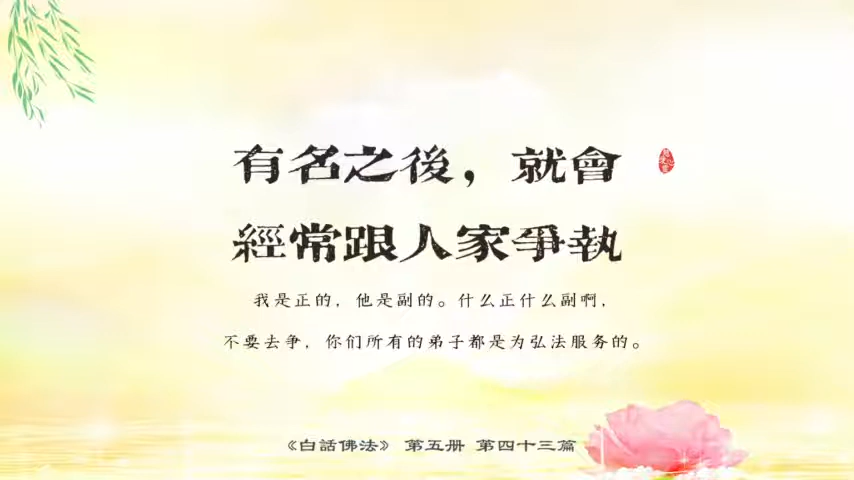 有名之後，就會
經常跟人家爭執
我是正的，他是副的。什么正什么副啊，
不要去争，你们所有的弟子都是为弘法服务的。
《白話佛法》 第五册 第四十三篇